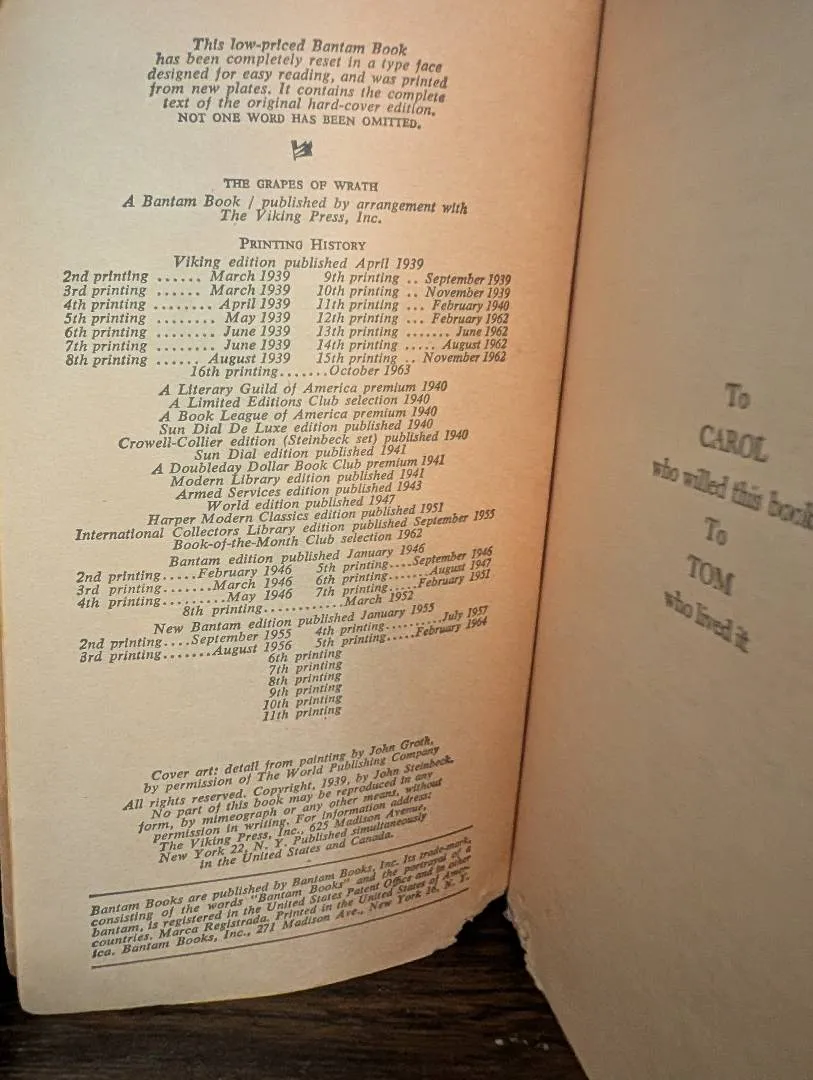 This low-priced Bantam Book
has been completely reset in a type face
designed for easy reading, and was printed
from new plates. It contains the complete
text of the original hard-cover edition.
NOT ONE WORD HAS BEEN OMITTED.
THE GRAPES OF WRATH
A Bantam Book / published by arrangement with
The Viking Press, Inc.
PRINTING HISTORY
Viking edition published April 1939
2nd printing ...... March 1939 9th printing .. September 1939
3rd printing ...... March 1939 10th printing .. November 1939
4th printing ........ April 1939 11th printing ... February 1940
5th printing ........ May 1939 12th printing ... February 1962
6th printing ........ June 1939 13th printing ....... June 1962
7th printing ........ June 1939 14th printing ..... August 1962
8th printing ...... August 1939 15th printing .. November 1962
16th printing.......October 1963
A Literary Guild of America premium 1940
A Limited Editions Club selection 1940
A Book League of America premium 1940
Sun Dial De Luxe edition published 1940
Crowell-Collier edition (Steinbeck set) published 1940
Sun Dial edition published 1941
A Doubleday Dollar Book Club premium 1941
Modern Library edition published 1941
Armed Services edition published 1943
World edition published 1947
Harper Modern Classics edition published 1951
International Collectors Library edition published September 1955
Book-of-the-Month Club selection 1962
Bantam edition published January 1946
2nd printing.....February 1946 5th printing....September 1946
3rd printing.......March 1946 6th printing.......August 1947
4th printing.........May 1946 7th printing.....February 1951
8th printing...........March 1952
New Bantam edition published January 1955
2nd printing....September 1955 4th printing..........July 1957
3rd printing.......August 1956 5th printing.....February 1964
6th printing
7th printing
8th printing
9th printing
10th printing
11th printing
Cover art: detail from painting by John Groth,
by permission of The World Publishing Company
All rights reserved. Copyright, 1939, by John Steinbeck.
No part of this book may be reproduced in any
form, by mimeograph or any other means, without
permission in writing. For information address:
The Viking Press, Inc., 625 Madison Avenue,
New York 22, N. Y. Published simultaneously
in the United States and Canada.
Bantam Books are published by Bantam Books, Inc. Its trade-mark,
consisting of the words "Bantam Books" and the portrayal of a
bantam, is registered in the United States Patent Office and in other
countries. Marca Registrada. Printed in the United States of Amer-
ica. Bantam Books, Inc., 271 Madison Ave., New York 16, N. Y.
To
CAROL
who willed this book
To
TOM
who lived it